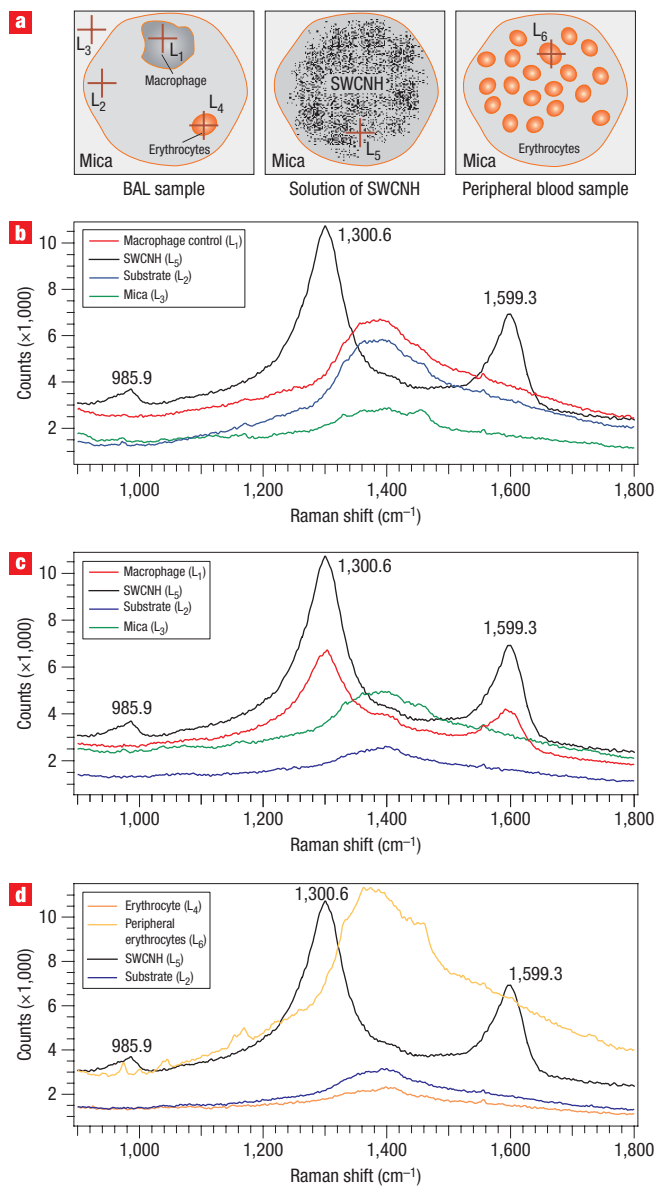 a
L3
L1
Macrophage
L2
L4
Erythrocytes
Mica
BAL sample
SWCNH
L5
Mica
Solution of SWCNH
L6
Erythrocytes
Mica
Peripheral blood sample
b
Macrophage control (L1)
SWCNH (L5)
Substrate (L2)
Mica (L3)
1,300.6
1,599.3
985.9
Counts (×1,000)
10
8
6
4
2
1,000
1,200
1,400
1,600
1,800
Raman shift (cm–1)
c
Macrophage (L1)
SWCNH (L5)
Substrate (L2)
Mica (L3)
1,300.6
1,599.3
985.9
Counts (×1,000)
10
8
6
4
2
1,000
1,200
1,400
1,600
1,800
Raman shift (cm–1)
d
Erythrocyte (L4)
Peripheral
erythrocytes (L6)
SWCNH (L5)
Substrate (L2)
1,300.6
1,599.3
985.9
Counts (×1,000)
10
8
6
4
2
1,000
1,200
1,400
1,600
1,800
Raman shift (cm–1)